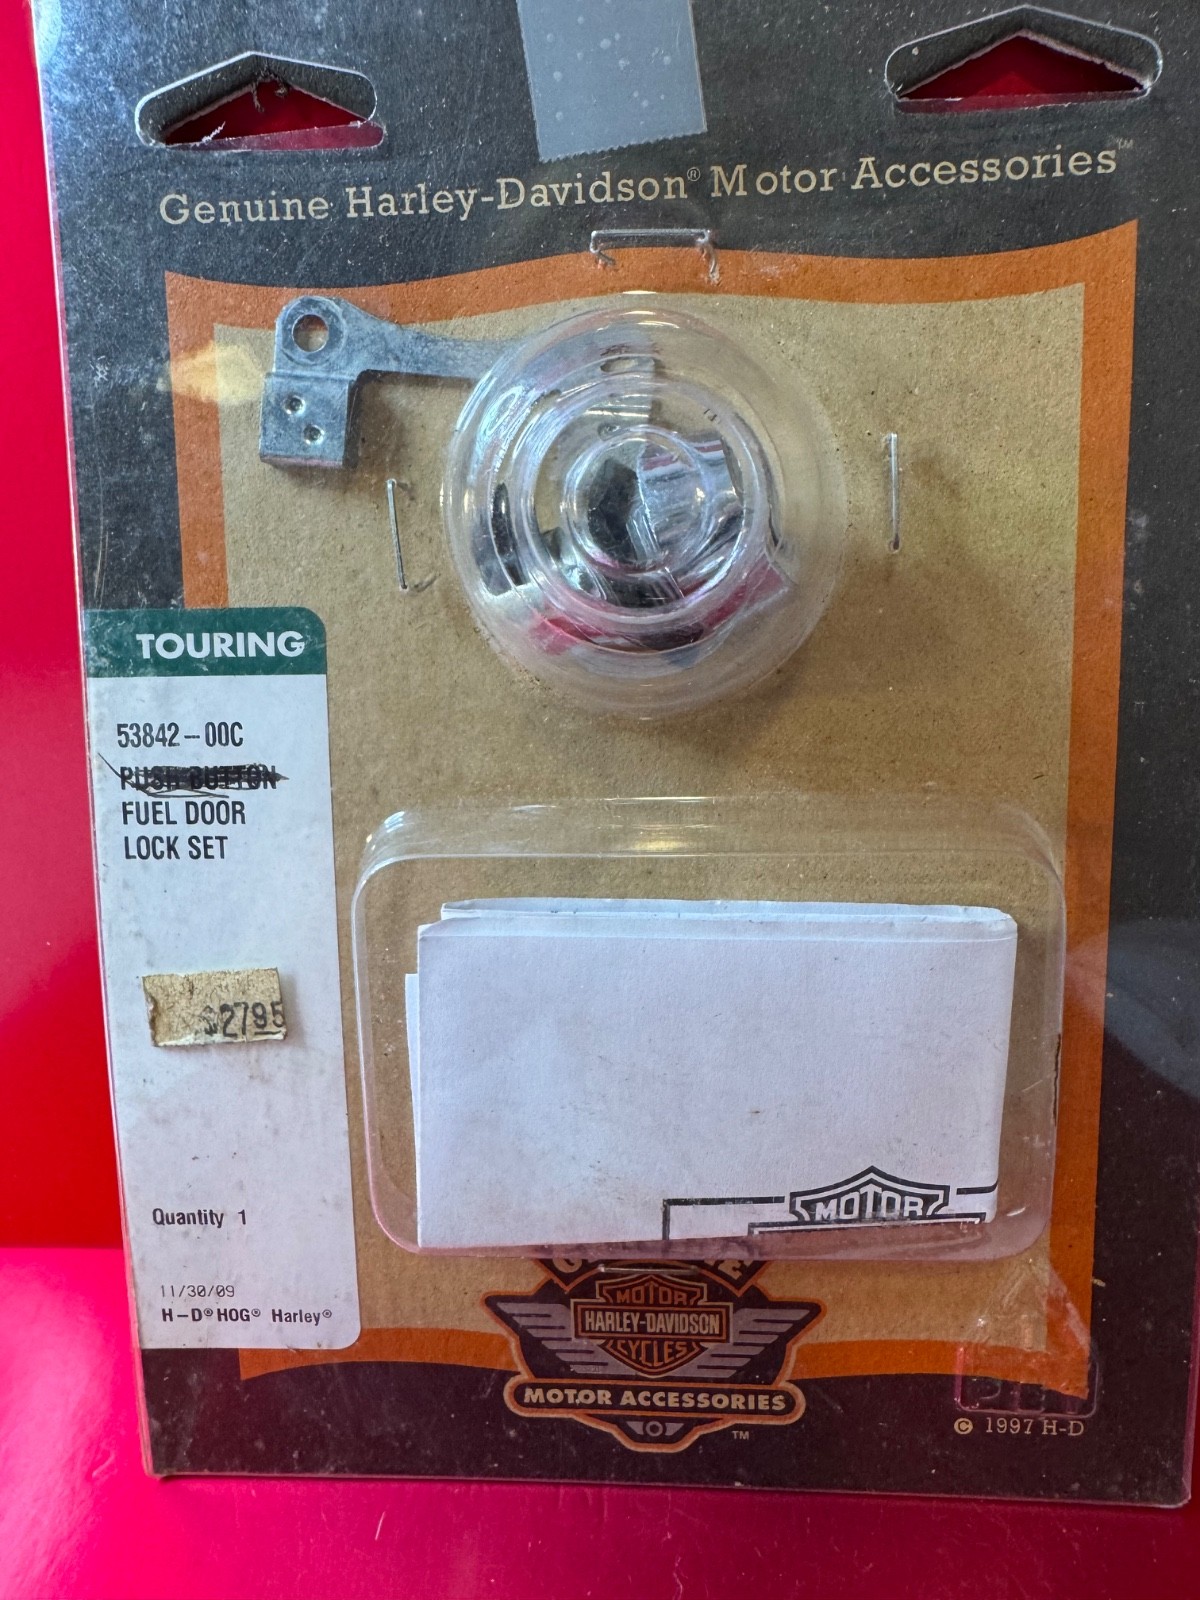 Genuine Harley-Davidson® Motor Accessories™
TOURING
53842-00C
PUSH BUTTON
FUEL DOOR
LOCK SET
$2795
Quantity 1
11/30/09
H-D® HOG® Harley®
MOTOR
MOTOR
HARLEY-DAVIDSON
CYCLES
MOTOR ACCESSORIES
™
© 1997 H-D